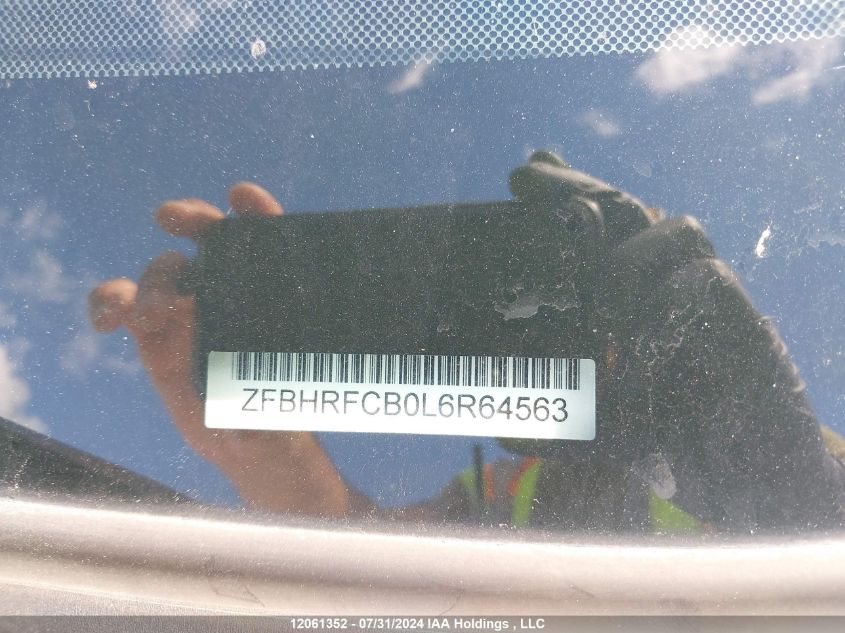 ZFBHRFCB0L6R64563
12061352 - 07/31/2024 IAA Holdings , LLC